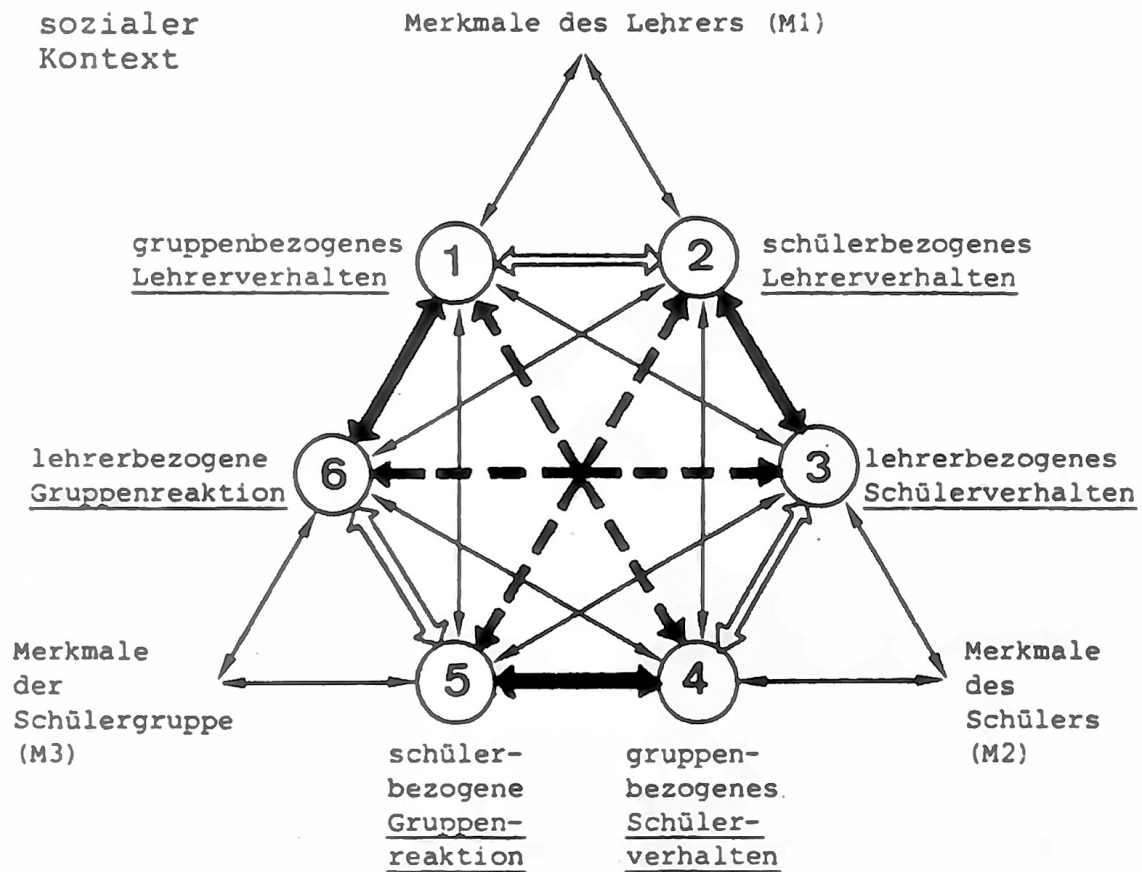 sozialer
Kontext
Merkmale des Lehrers (M1)
gruppenbezogenes
Lehrerverhalten
1
2
schülerbezogenes
Lehrerverhalten
lehrerbezogene
Gruppenreaktion
6
3
lehrerbezogenes
Schülerverhalten
Merkmale
der
Schülergruppe
(M3)
5
4
Merkmale
des
Schülers
(M2)
schüler-
bezogene
Gruppen-
reaktion
gruppen-
bezogenes
Schüler-
verhalten